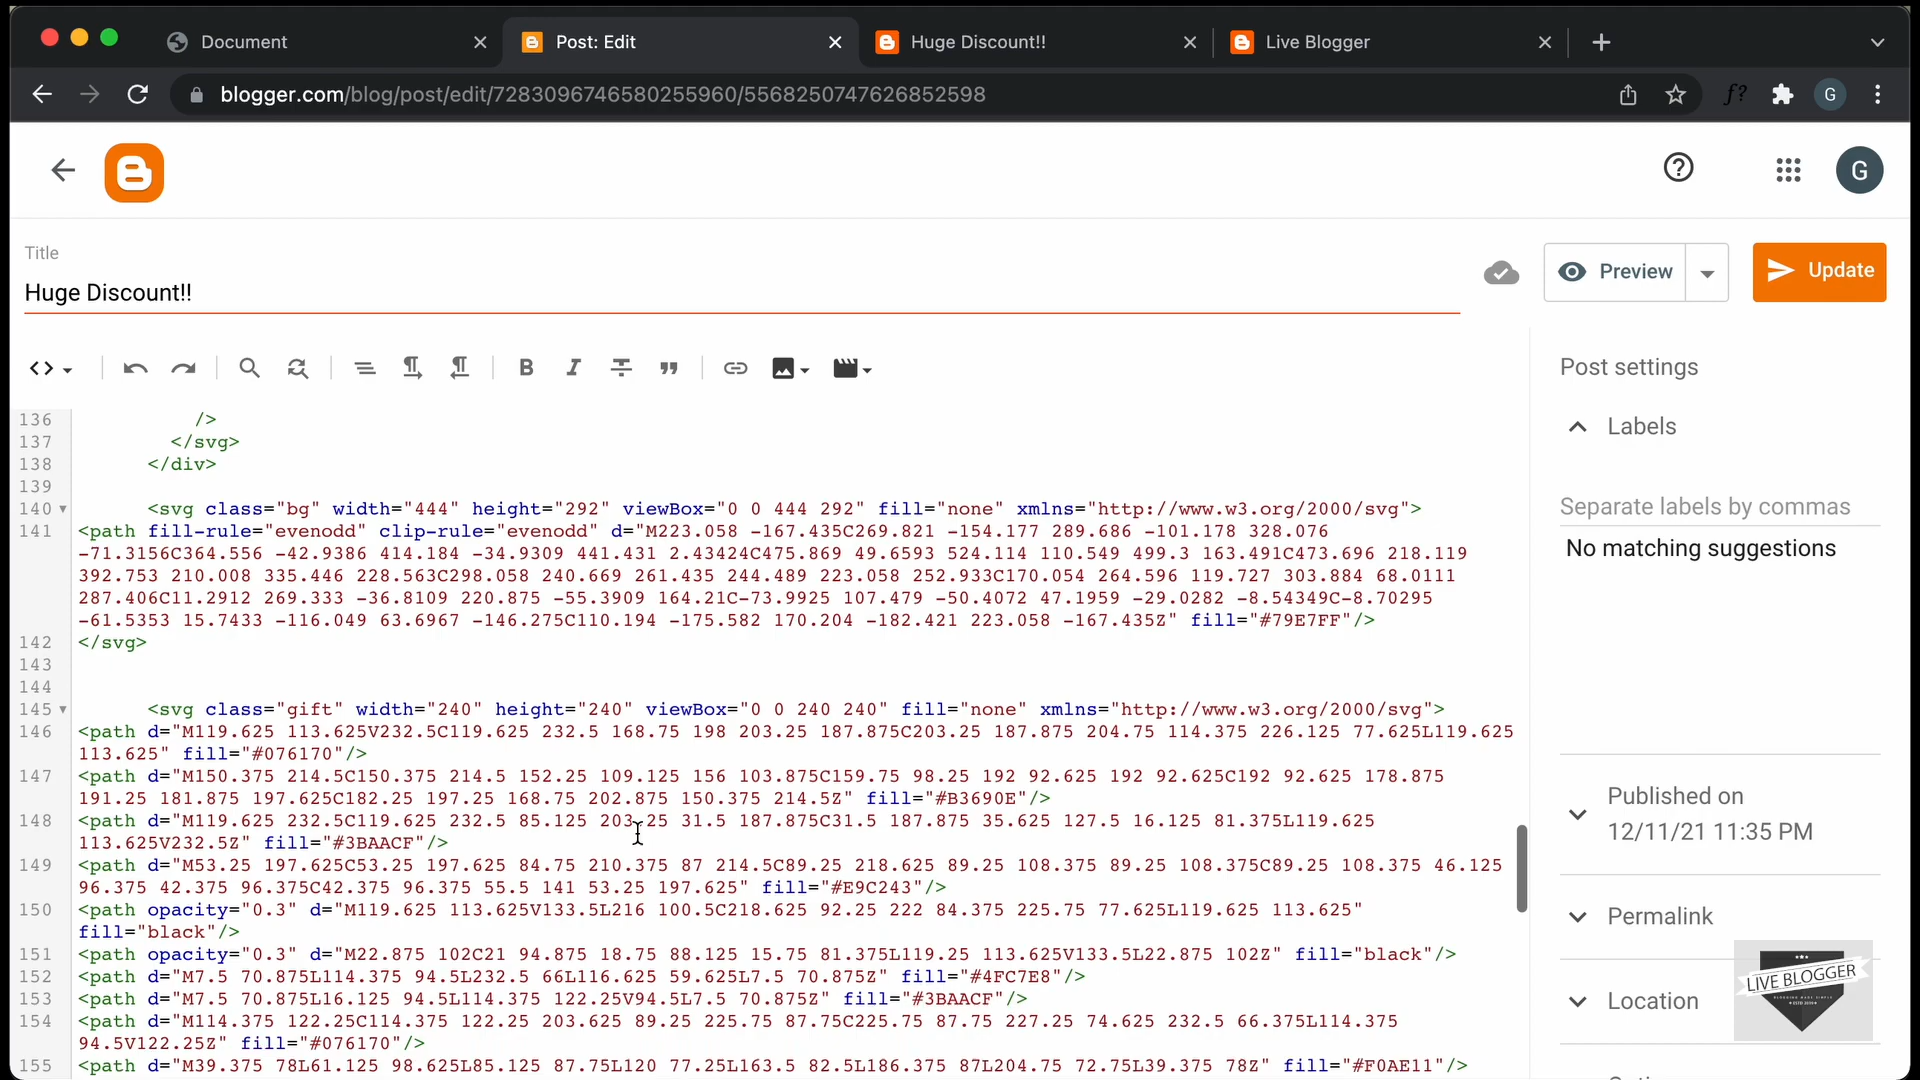 Document
Post: Edit
Huge Discount!!
Live Blogger
blogger.com/blog/post/edit/7283096746580255960/5568250747626852598
f?
G
G
Title
Huge Discount!!
Preview
Update
Post settings
Labels
Separate labels by commas
No matching suggestions
Published on
12/11/21 11:35 PM
Permalink
Location
LIVE BLOGGER
136 />
137 </svg>
138 </div>
139
140 <svg class="bg" width="444" height="292" viewBox="0 0 444 292" fill="none" xmlns="http://www.w3.org/2000/svg">
141 <path fill-rule="evenodd" clip-rule="evenodd" d="M223.058 -167.435C269.821 -154.177 289.686 -101.178 328.076
-71.3156C364.556 -42.9386 414.184 -34.9309 441.431 2.43424C475.869 49.6593 524.114 110.549 499.3 163.491C473.696 218.119
392.753 210.008 335.446 228.563C298.058 240.669 261.435 244.489 223.058 252.933C170.054 264.596 119.727 303.884 68.0111
287.406C11.2912 269.333 -36.8109 220.875 -55.3909 164.21C-73.9925 107.479 -50.4072 47.1959 -29.0282 -8.54349C-8.70295
-61.5353 15.7433 -116.049 63.6967 -146.275C110.194 -175.582 170.204 -182.421 223.058 -167.435Z" fill="#79E7FF"/>
142 </svg>
143
144
145 <svg class="gift" width="240" height="240" viewBox="0 0 240 240" fill="none" xmlns="http://www.w3.org/2000/svg">
146 <path d="M119.625 113.625V232.5C119.625 232.5 168.75 198 203.25 187.875C203.25 187.875 204.75 114.375 226.125 77.625L119.625
113.625" fill="#076170"/>
147 <path d="M150.375 214.5C150.375 214.5 152.25 109.125 156 103.875C159.75 98.25 192 92.625 192 92.625C192 92.625 178.875
191.25 181.875 197.625C182.25 197.25 168.75 202.875 150.375 214.5Z" fill="#B3690E"/>
148 <path d="M119.625 232.5C119.625 232.5 85.125 203.25 31.5 187.875C31.5 187.875 35.625 127.5 16.125 81.375L119.625
113.625V232.5Z" fill="#3BAACF"/>
149 <path d="M53.25 197.625C53.25 197.625 84.75 210.375 87 214.5C89.25 218.625 89.25 108.375 89.25 108.375C89.25 108.375 46.125
96.375 42.375 96.375C42.375 96.375 55.5 141 53.25 197.625" fill="#E9C243"/>
150 <path opacity="0.3" d="M119.625 113.625V133.5L216 100.5C218.625 92.25 222 84.375 225.75 77.625L119.625 113.625"
fill="black"/>
151 <path opacity="0.3" d="M22.875 102C21 94.875 18.75 88.125 15.75 81.375L119.25 113.625V133.5L22.875 102Z" fill="black"/>
152 <path d="M7.5 70.875L114.375 94.5L232.5 66L116.625 59.625L7.5 70.875Z" fill="#4FC7E8"/>
153 <path d="M7.5 70.875L16.125 94.5L114.375 122.25V94.5L7.5 70.875Z" fill="#3BAACF"/>
154 <path d="M114.375 122.25C114.375 122.25 203.625 89.25 225.75 87.75C225.75 87.75 227.25 74.625 232.5 66.375L114.375
94.5V122.25Z" fill="#076170"/>
155 <path d="M39.375 78L61.125 98.625L85.125 87.75L120 77.25L163.5 82.5L186.375 87L204.75 72.75L39.375 78Z" fill="#F0AE11"/>